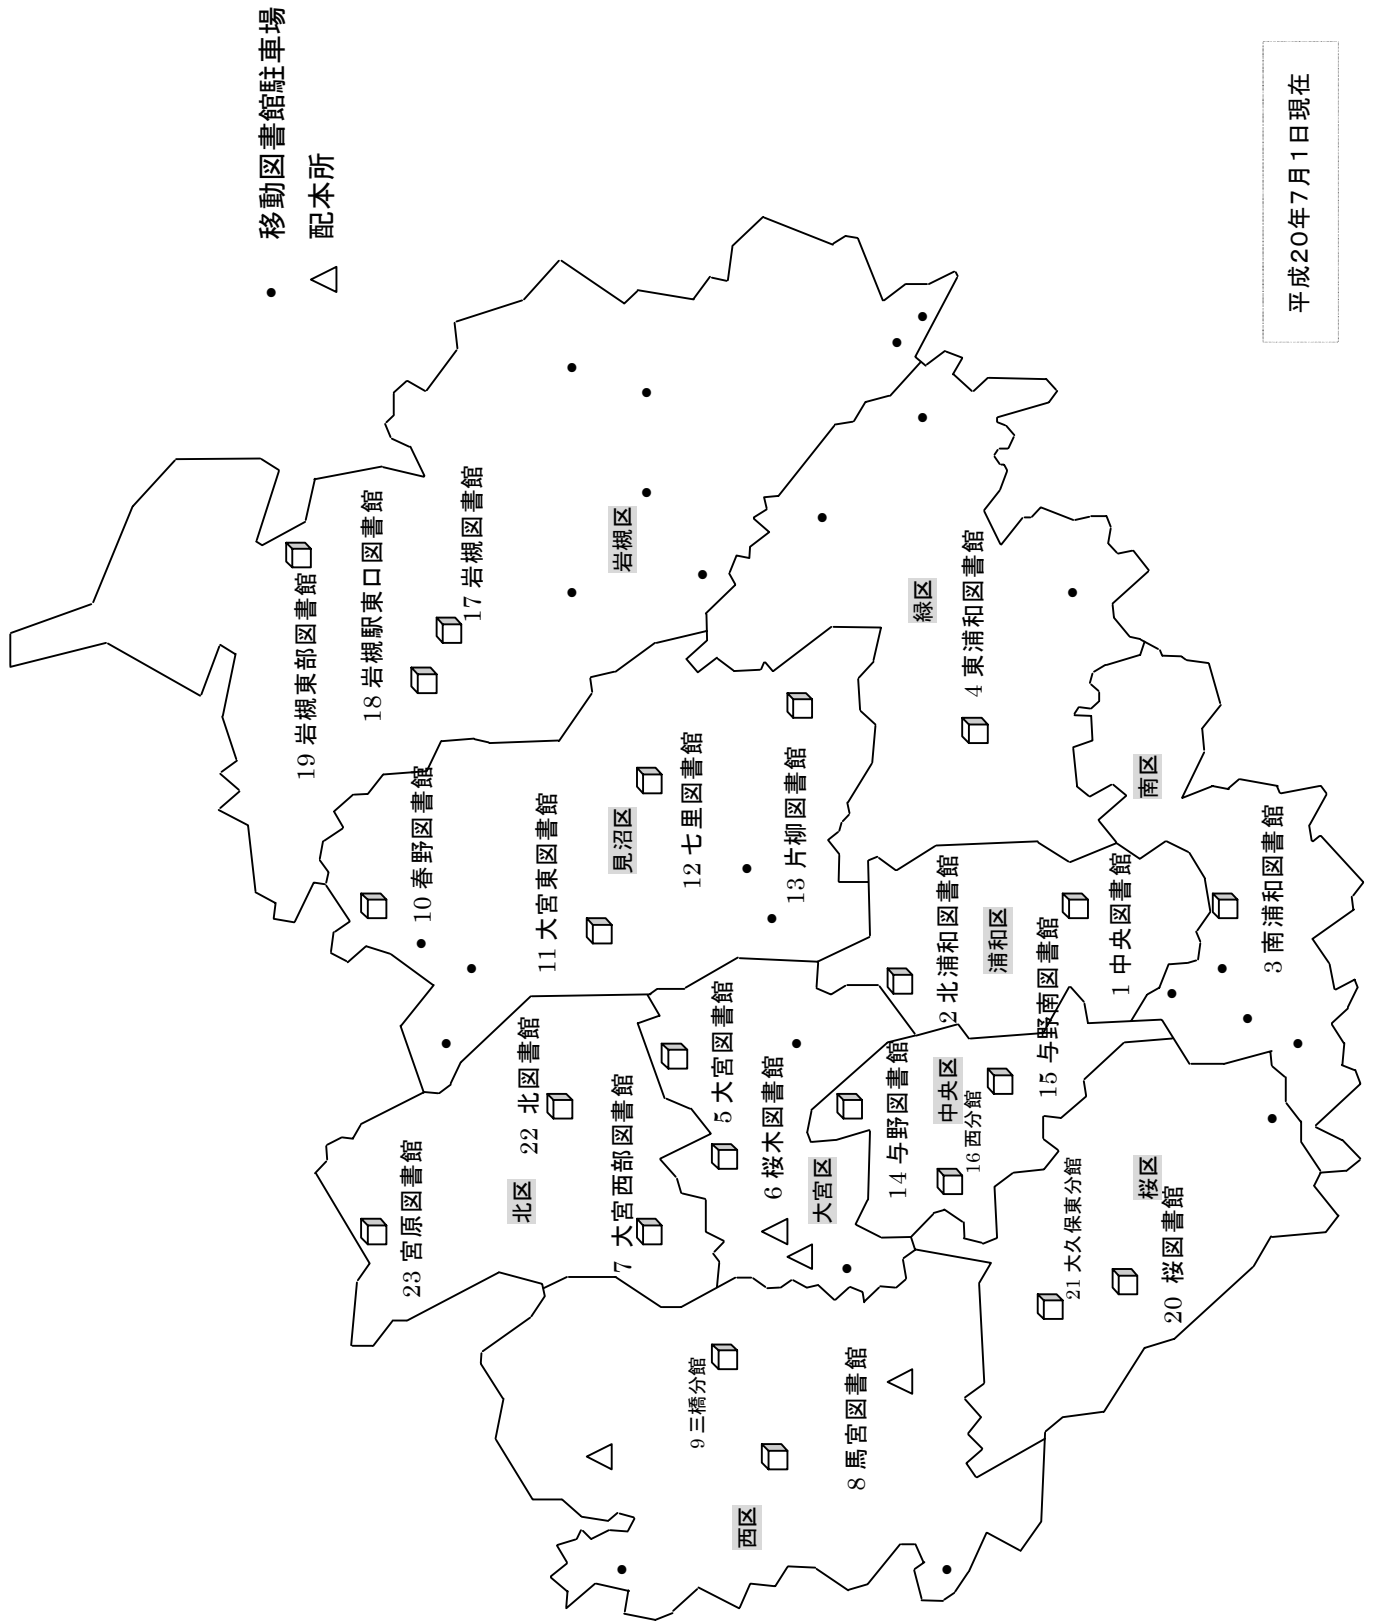 移動図書館駐車場
配本所
19 岩槻東部図書館
18 岩槻駅東口図書館
17 岩槻図書館
岩槻区
10 春野図書館
11 大宮東図書館
見沼区
12 七里図書館
13 片柳図書館
緑区
4 東浦和図書館
南区
3 南浦和図書館
2 北浦和図書館
浦和区
1 中央図書館
15 与野南図書館
中央区
14 与野図書館
16 西分館
23 宮原図書館
北区
22 北図書館
7 大宮西部図書館
5 大宮図書館
6 桜木図書館
大宮区
桜区
21 大久保東分館
20 桜図書館
9 三橋分館
8 馬宮図書館
西区
平成20年7月1日現在